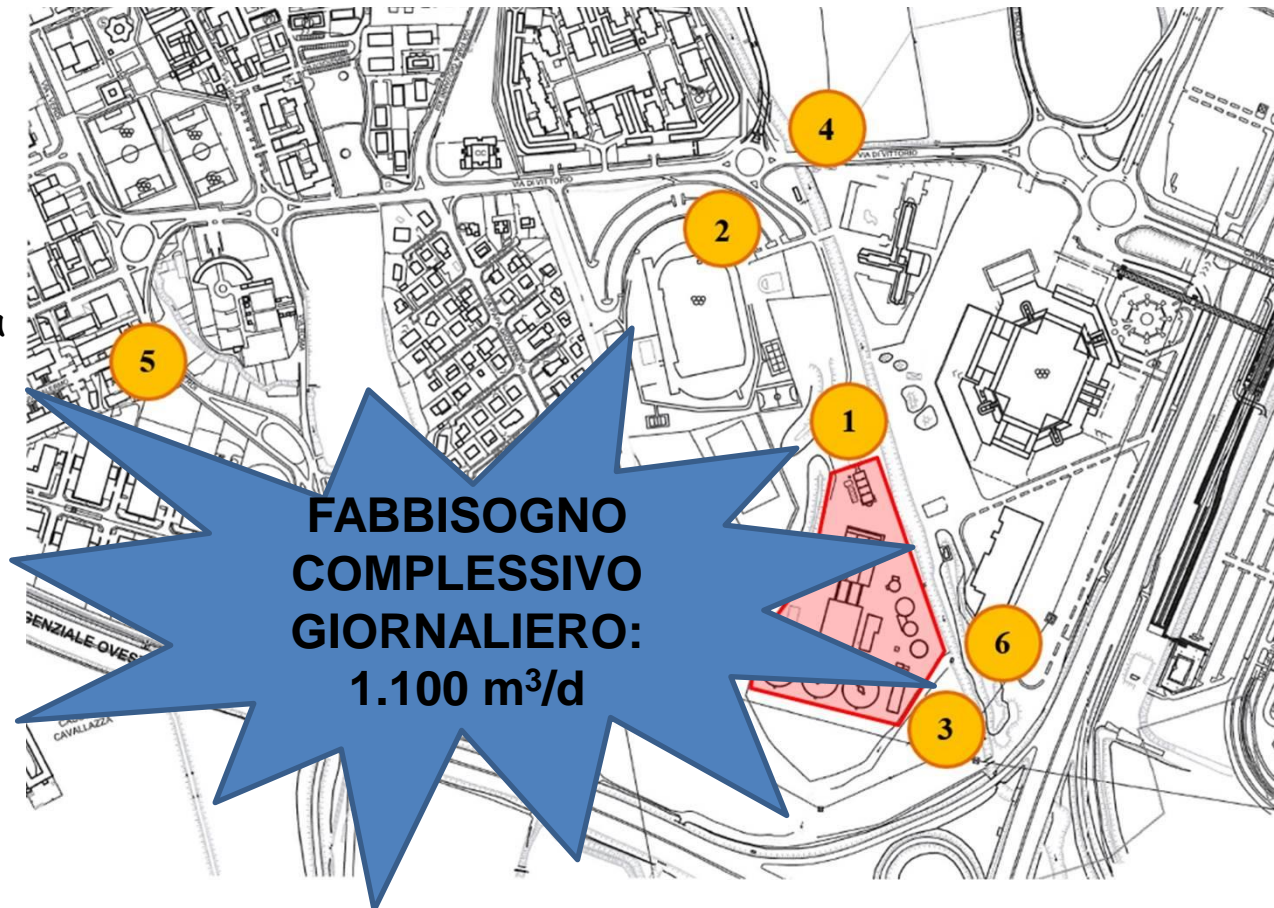 4
VIA DI VITTORIO
VIA DI VITTORIO
CC
2
5
1
FABBISOGNO
COMPLESSIVO
GIORNALIERO:
1.100 m³/d
6
3
GENZIALE OVES
CAVALLAZZA